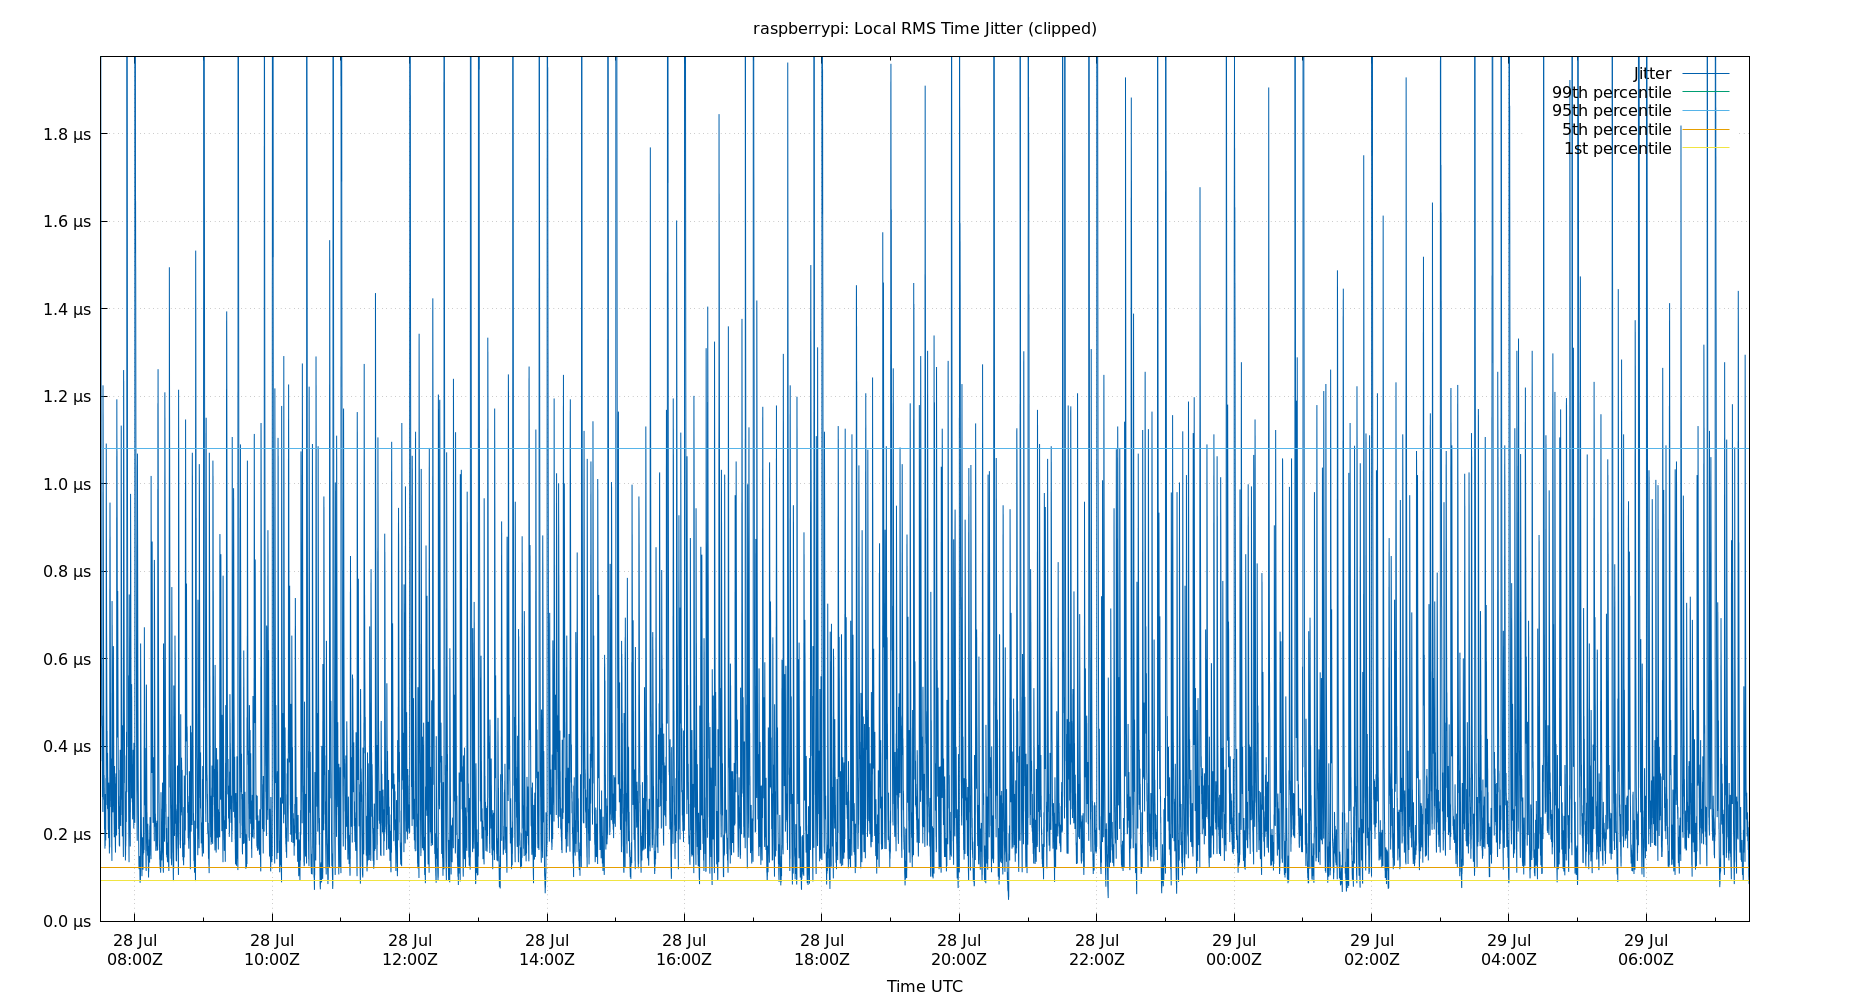 raspberrypi: Local RMS Time Jitter (clipped)
Jitter
99th percentile
95th percentile
5th percentile
1st percentile
1.8 µs
1.6 µs
1.4 µs
1.2 µs
1.0 µs
0.8 µs
0.6 µs
0.4 µs
0.2 µs
0.0 µs
28 Jul 28 Jul 28 Jul 28 Jul 28 Jul 28 Jul 28 Jul 28 Jul 29 Jul 29 Jul 29 Jul 29 Jul
08:00Z 10:00Z 12:00Z 14:00Z 16:00Z 18:00Z 20:00Z 22:00Z 00:00Z 02:00Z 04:00Z 06:00Z
Time UTC